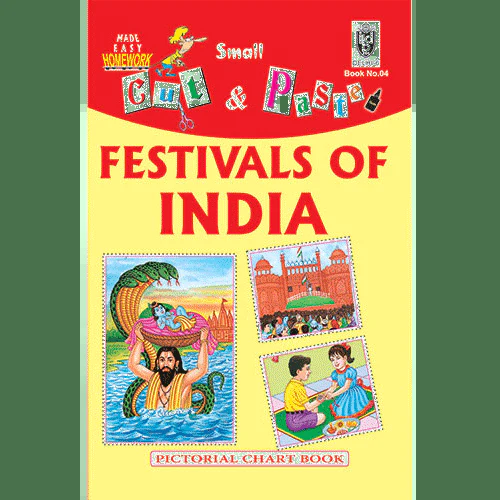 MADE
EASY
HOMEWORK
Small
Cut & Paste
Book No.04
FESTIVALS OF
INDIA
PICTORIAL CHART BOOK